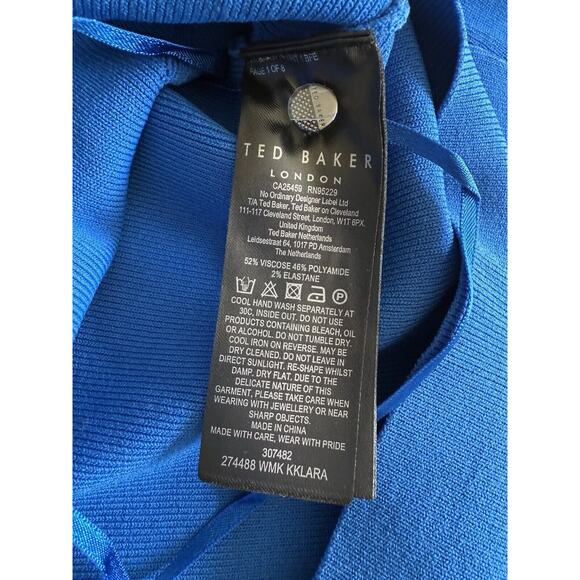 PAGE 1 OF 8
TED BAKER
TED BAKER
LONDON
CA25459 RN95229
No Ordinary Designer Label Ltd
T/A Ted Baker, Ted Baker on Cleveland
111-117 Cleveland Street, London, W1T 6PX.
United Kingdom
Ted Baker Netherlands
Leidsestraat 64, 1017 PD Amsterdam
The Netherlands
52% VISCOSE 46% POLYAMIDE
2% ELASTANE
COOL HAND WASH SEPARATELY AT
30C, INSIDE OUT. DO NOT USE
PRODUCTS CONTAINING BLEACH, OIL
OR ALCOHOL. DO NOT TUMBLE DRY.
COOL IRON ON REVERSE. MAY BE
DRY CLEANED. DO NOT LEAVE IN
DIRECT SUNLIGHT. RE-SHAPE WHILST
DAMP. DRY FLAT. DUE TO THE
DELICATE NATURE OF THIS
GARMENT, PLEASE TAKE CARE WHEN
WEARING WITH JEWELLERY OR NEAR
SHARP OBJECTS.
MADE IN CHINA
MADE WITH CARE, WEAR WITH PRIDE
307482
274488 WMK KKLARA